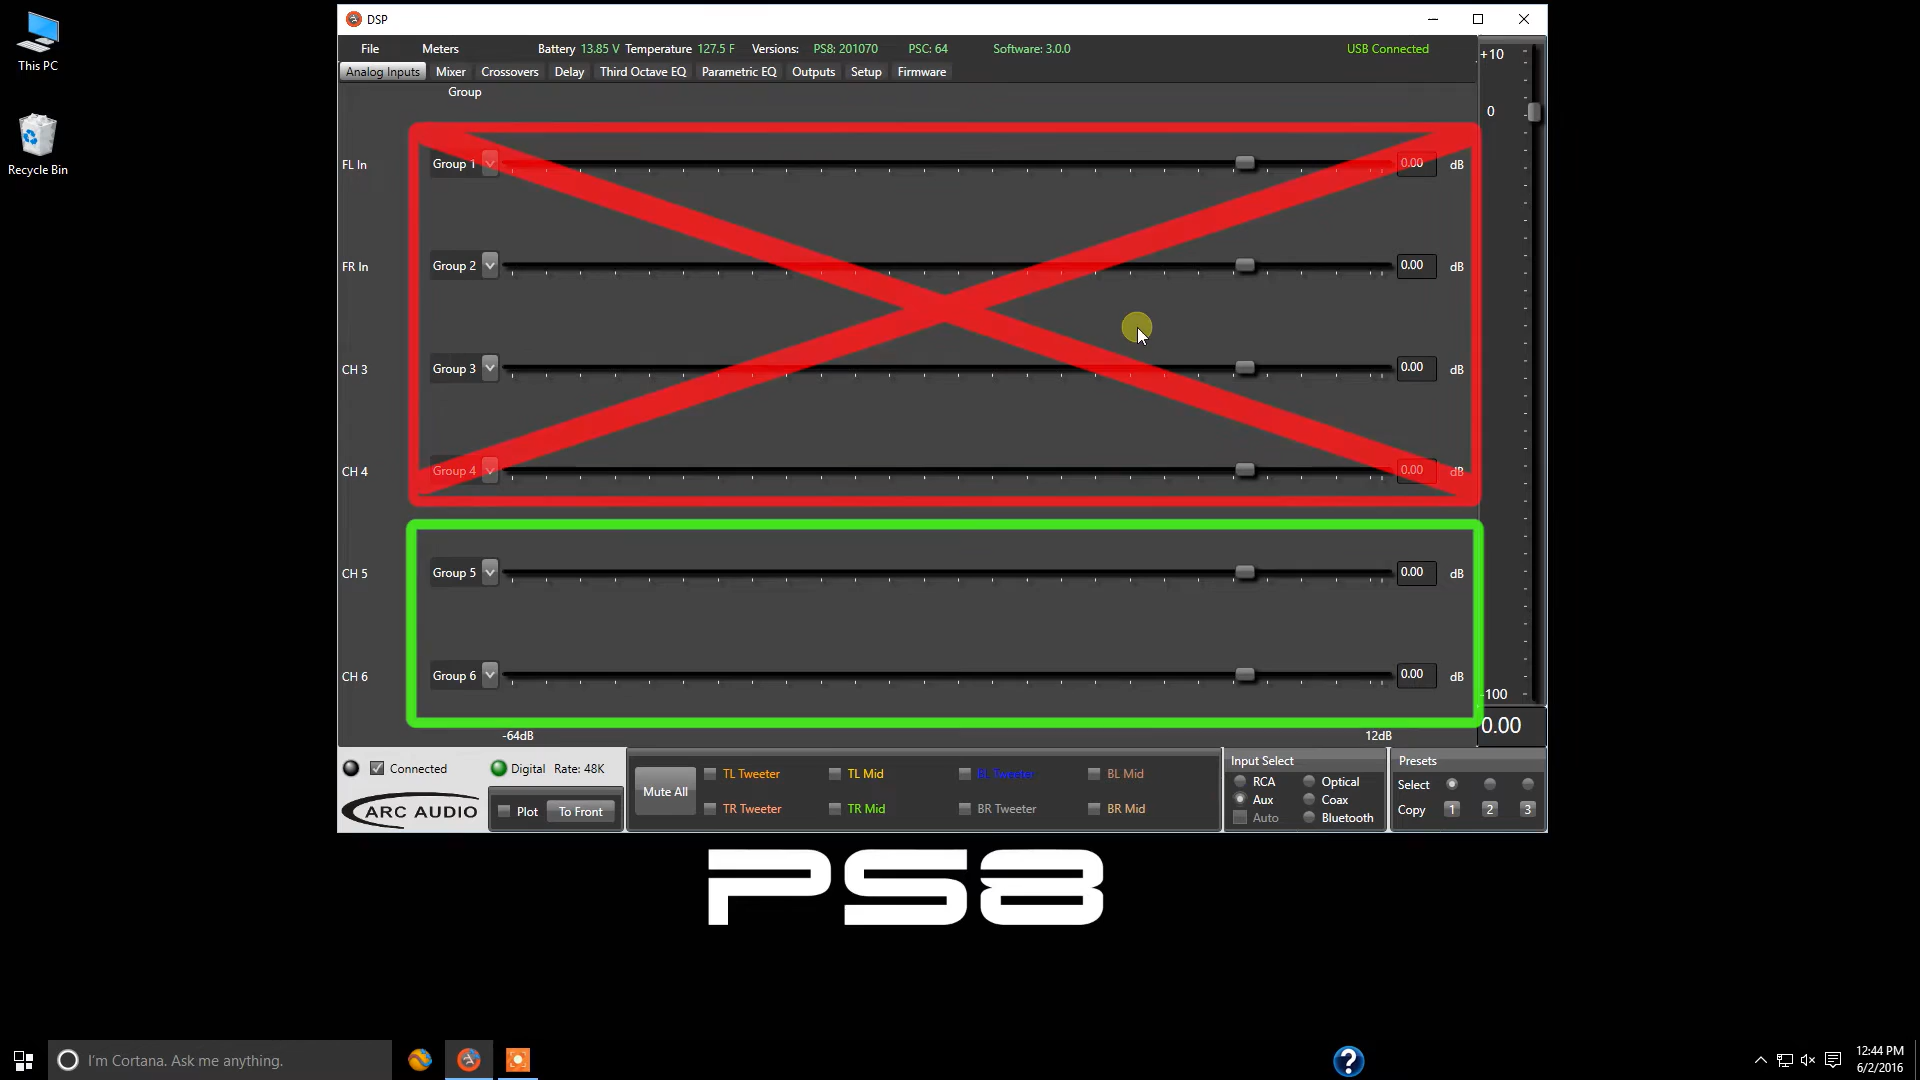 This PC
Recycle Bin
DSP
File Meters Battery 13.85 V Temperature 127.5 F Versions: PS8: 201070 PSC: 64 Software: 3.0.0 USB Connected
Analog Inputs Mixer Crossovers Delay Third Octave EQ Parametric EQ Outputs Setup Firmware
Group
+10
0
FL In Group 1 0.00 dB
FR In Group 2 0.00 dB
CH 3 Group 3 0.00 dB
CH 4 Group 4 0.00 dB
CH 5 Group 5 0.00 dB
CH 6 Group 6 0.00 dB
-100
0.00
-64dB 12dB
Connected Digital Rate: 48K
ARC AUDIO
Plot To Front
Mute All
TL Tweeter TL Mid BL Tweeter BL Mid
TR Tweeter TR Mid BR Tweeter BR Mid
Input Select
RCA Optical
Aux Coax
Auto Bluetooth
Presets
Select
Copy 1 2 3
PS8
I'm Cortana. Ask me anything.
?
12:44 PM
6/2/2016